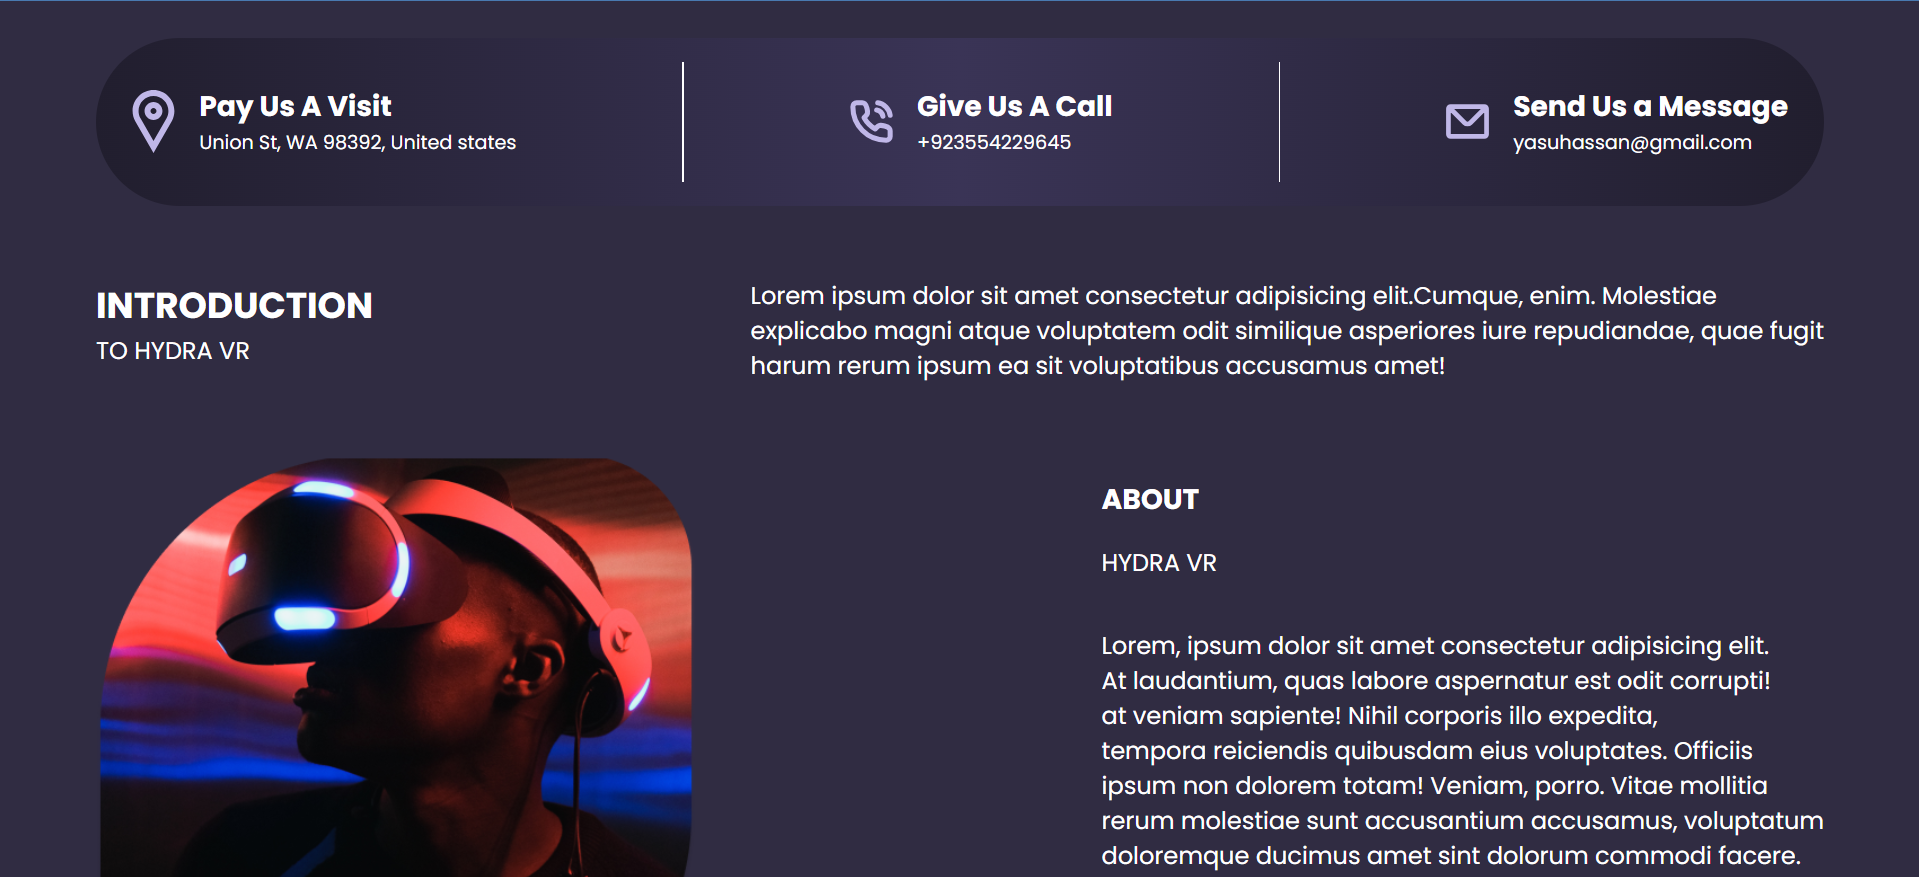 Pay Us A Visit
Union St, WA 98392, United states
Give Us A Call
+923554229645
Send Us a Message
yasuhassan@gmail.com
INTRODUCTION
TO HYDRA VR
Lorem ipsum dolor sit amet consectetur adipisicing elit.Cumque, enim. Molestiae
explicabo magni atque voluptatem odit similique asperiores iure repudiandae, quae fugit
harum rerum ipsum ea sit voluptatibus accusamus amet!
ABOUT
HYDRA VR
Lorem, ipsum dolor sit amet consectetur adipisicing elit.
At laudantium, quas labore aspernatur est odit corrupti!
at veniam sapiente! Nihil corporis illo expedita,
tempora reiciendis quibusdam eius voluptates. Officiis
ipsum non dolorem totam! Veniam, porro. Vitae mollitia
rerum molestiae sunt accusantium accusamus, voluptatum
doloremque ducimus amet sint dolorum commodi facere.